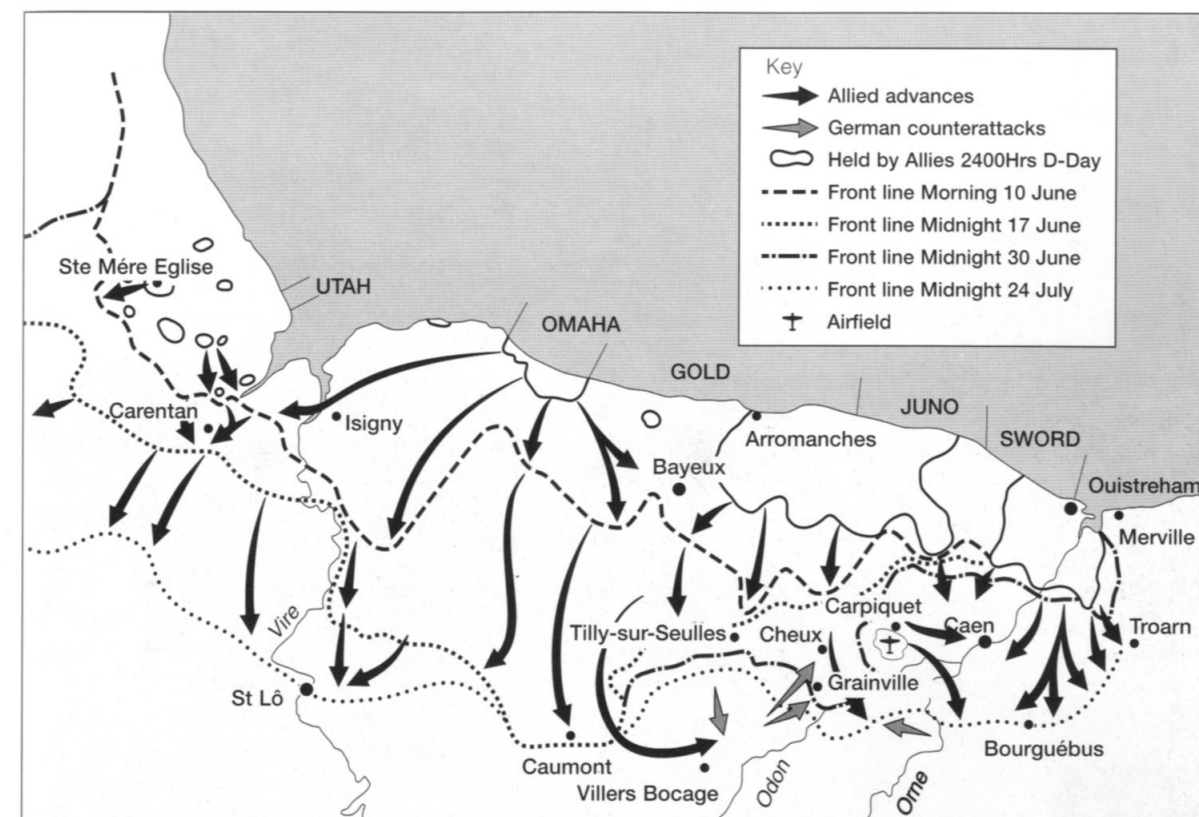 Key
Allied advances
German counterattacks
Held by Allies 2400Hrs D-Day
Front line Morning 10 June
Front line Midnight 17 June
Front line Midnight 30 June
Front line Midnight 24 July
Airfield
Ste Mére Eglise
UTAH
OMAHA
GOLD
JUNO
SWORD
Carentan
Isigny
Arromanches
Bayeux
Ouistreham
Merville
Vire
Tilly-sur-Seulles
Cheux
Carpiquet
Caen
Troarn
St Lô
Grainville
Caumont
Villers Bocage
Odon
Orne
Bourguébus